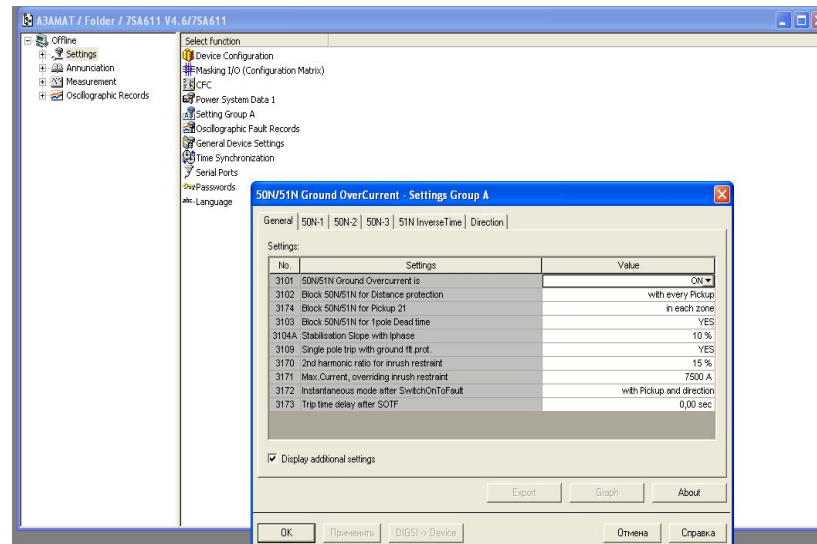 АЗАМАТ / Folder / 7SA611 V4.6/7SA611
Offline
Settings
Annunciation
Measurement
Oscillographic Records
Select function
Device Configuration
Masking I/O (Configuration Matrix)
CFC
Power System Data 1
Setting Group A
Oscillographic Fault Records
General Device Settings
Time Synchronization
Serial Ports
Passwords
abc. Language
50N/51N Ground OverCurrent - Settings Group A
General 50N-1 50N-2 50N-3 51N InverseTime Direction
Settings:
No. Settings Value
3101 50N/51N Ground Overcurrent is ON
3102 Block 50N/51N for Distance protection with every Pickup
3174 Block 50N/51N for Pickup 21 in each zone
3103 Block 50N/51N for 1pole Dead time YES
3104A Stabilisation Slope with Iphase 10 %
3109 Single pole trip with ground flt.prot. YES
3170 2nd harmonic ratio for inrush restraint 15 %
3171 Max.Current, overriding inrush restraint 7500 A
3172 Instantaneous mode after SwitchOnToFault with Pickup and direction
3173 Trip time delay after SOTF 0,00 sec
Display additional settings
Export Graph About
OK Применить DIGSI -> Device Отмена Справка